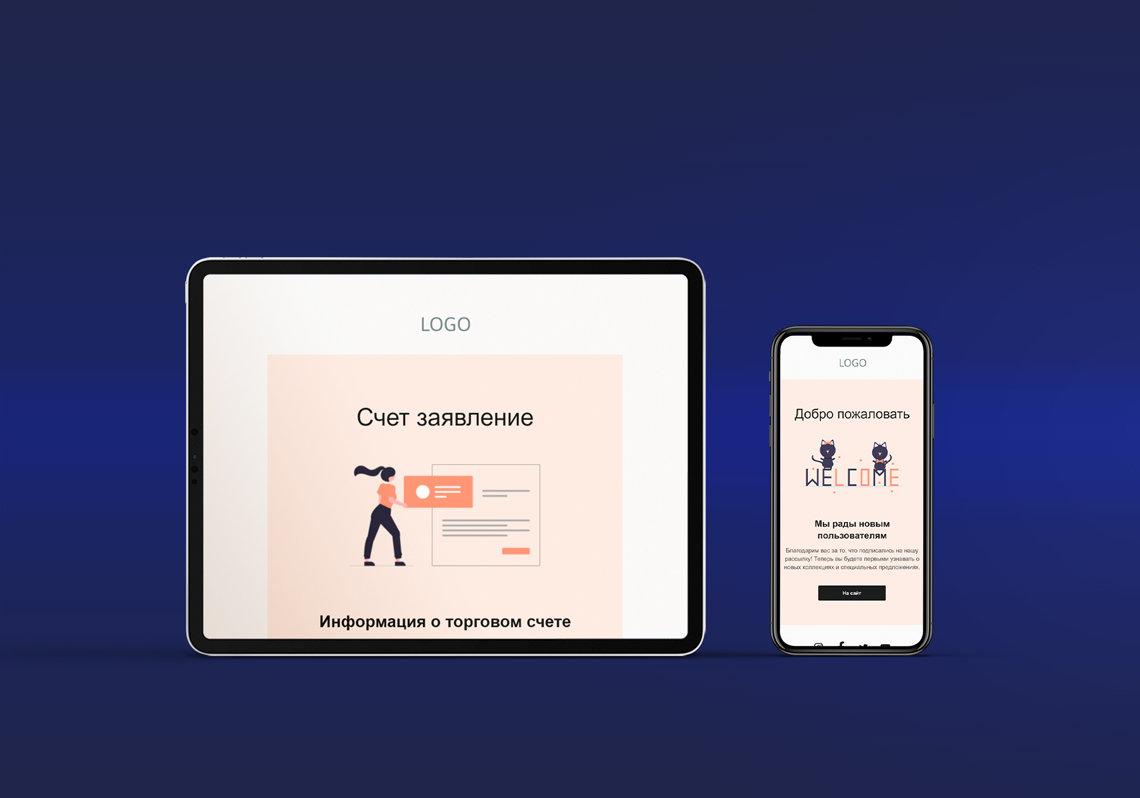 LOGO
Счет заявление
Информация о торговом счете
LOGO
Добро пожаловать
WELCOME
Мы рады новым
пользователям
Благодарим вас за то, что подписались на нашу
рассылку! Теперь вы будете первыми узнавать о
новых коллекциях и специальных предложениях.
На сайт